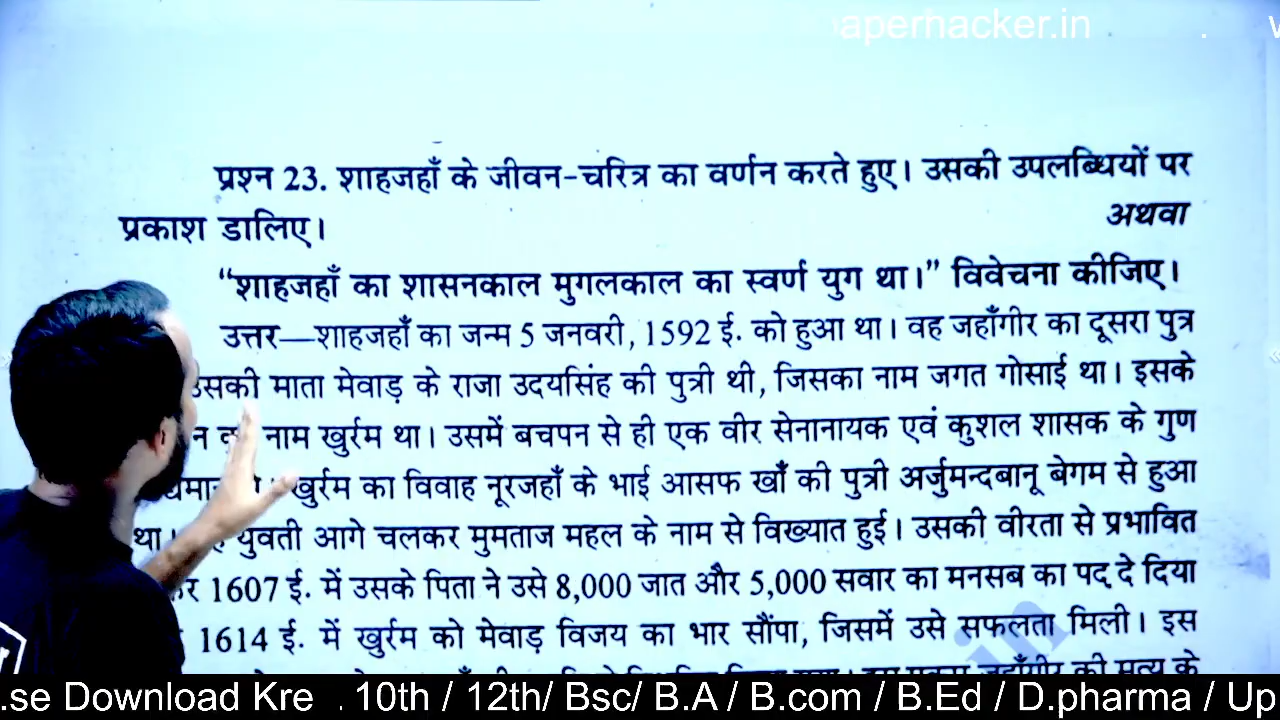 aperhacker.in
प्रश्न 23. शाहजहाँ के जीवन-चरित्र का वर्णन करते हुए। उसकी उपलब्धियों पर
प्रकाश डालिए।
अथवा
“शाहजहाँ का शासनकाल मुगलकाल का स्वर्ण युग था।” विवेचना कीजिए।
उत्तर—शाहजहाँ का जन्म 5 जनवरी, 1592 ई. को हुआ था। वह जहाँगीर का दूसरा पुत्र
उसकी माता मेवाड़ के राजा उदयसिंह की पुत्री थी, जिसका नाम जगत गोसाई था। इसके
नाम खुर्रम था। उसमें बचपन से ही एक वीर सेनानायक एवं कुशल शासक के गुण
खुर्रम का विवाह नूरजहाँ के भाई आसफ खाँ की पुत्री अर्जुमन्दबानू बेगम से हुआ
था। युवती आगे चलकर मुमताज महल के नाम से विख्यात हुई। उसकी वीरता से प्रभावित
1607 ई. में उसके पिता ने उसे 8,000 जात और 5,000 सवार का मनसब का पद दे दिया
1614 ई. में खुर्रम को मेवाड़ विजय का भार सौंपा, जिसमें उसे सफलता मिली। इस
जहाँगीर की मृत्यु के
.se Download Kre . 10th / 12th/ Bsc/ B.A / B.com / B.Ed / D.pharma / Up